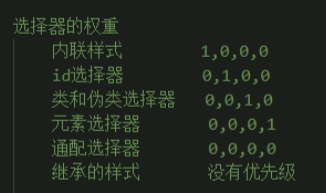 选择器的权重
内联样式 1,0,0,0
id选择器 0,1,0,0
类和伪类选择器 0,0,1,0
元素选择器 0,0,0,1
通配选择器 0,0,0,0
继承的样式 没有优先级